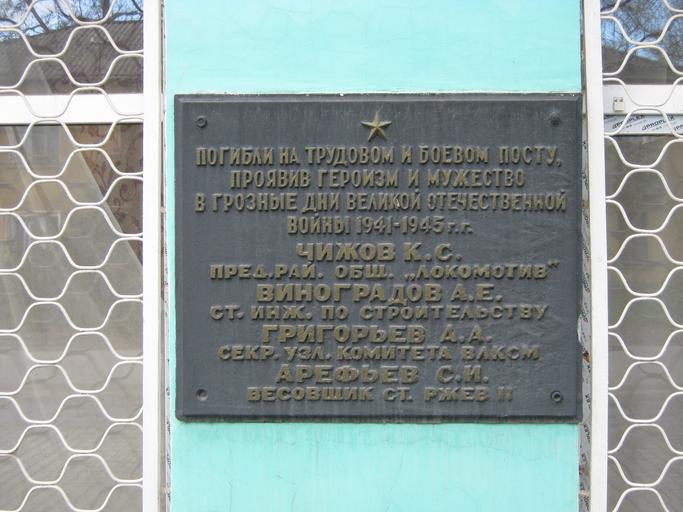 ПОГИБЛИ НА ТРУДОВОМ И БОЕВОМ ПОСТУ,
ПРОЯВИВ ГЕРОИЗМ И МУЖЕСТВО
В ГРОЗНЫЕ ДНИ ВЕЛИКОЙ ОТЕЧЕСТВЕННОЙ
ВОЙНЫ 1941-1945 г.г.
ЧИЖОВ К.С.
ПРЕД. РАЙ. ОБЩ. „ЛОКОМОТИВ"
ВИНОГРАДОВ А.Е.
СТ. ИНЖ. ПО СТРОИТЕЛЬСТВУ
ГРИГОРЬЕВ А.А.
СЕКР. УЗЛ. КОМИТЕТА ВЛКСМ
АРЕФЬЕВ С.И.
ВЕСОВЩИК СТ. РЖЕВ II